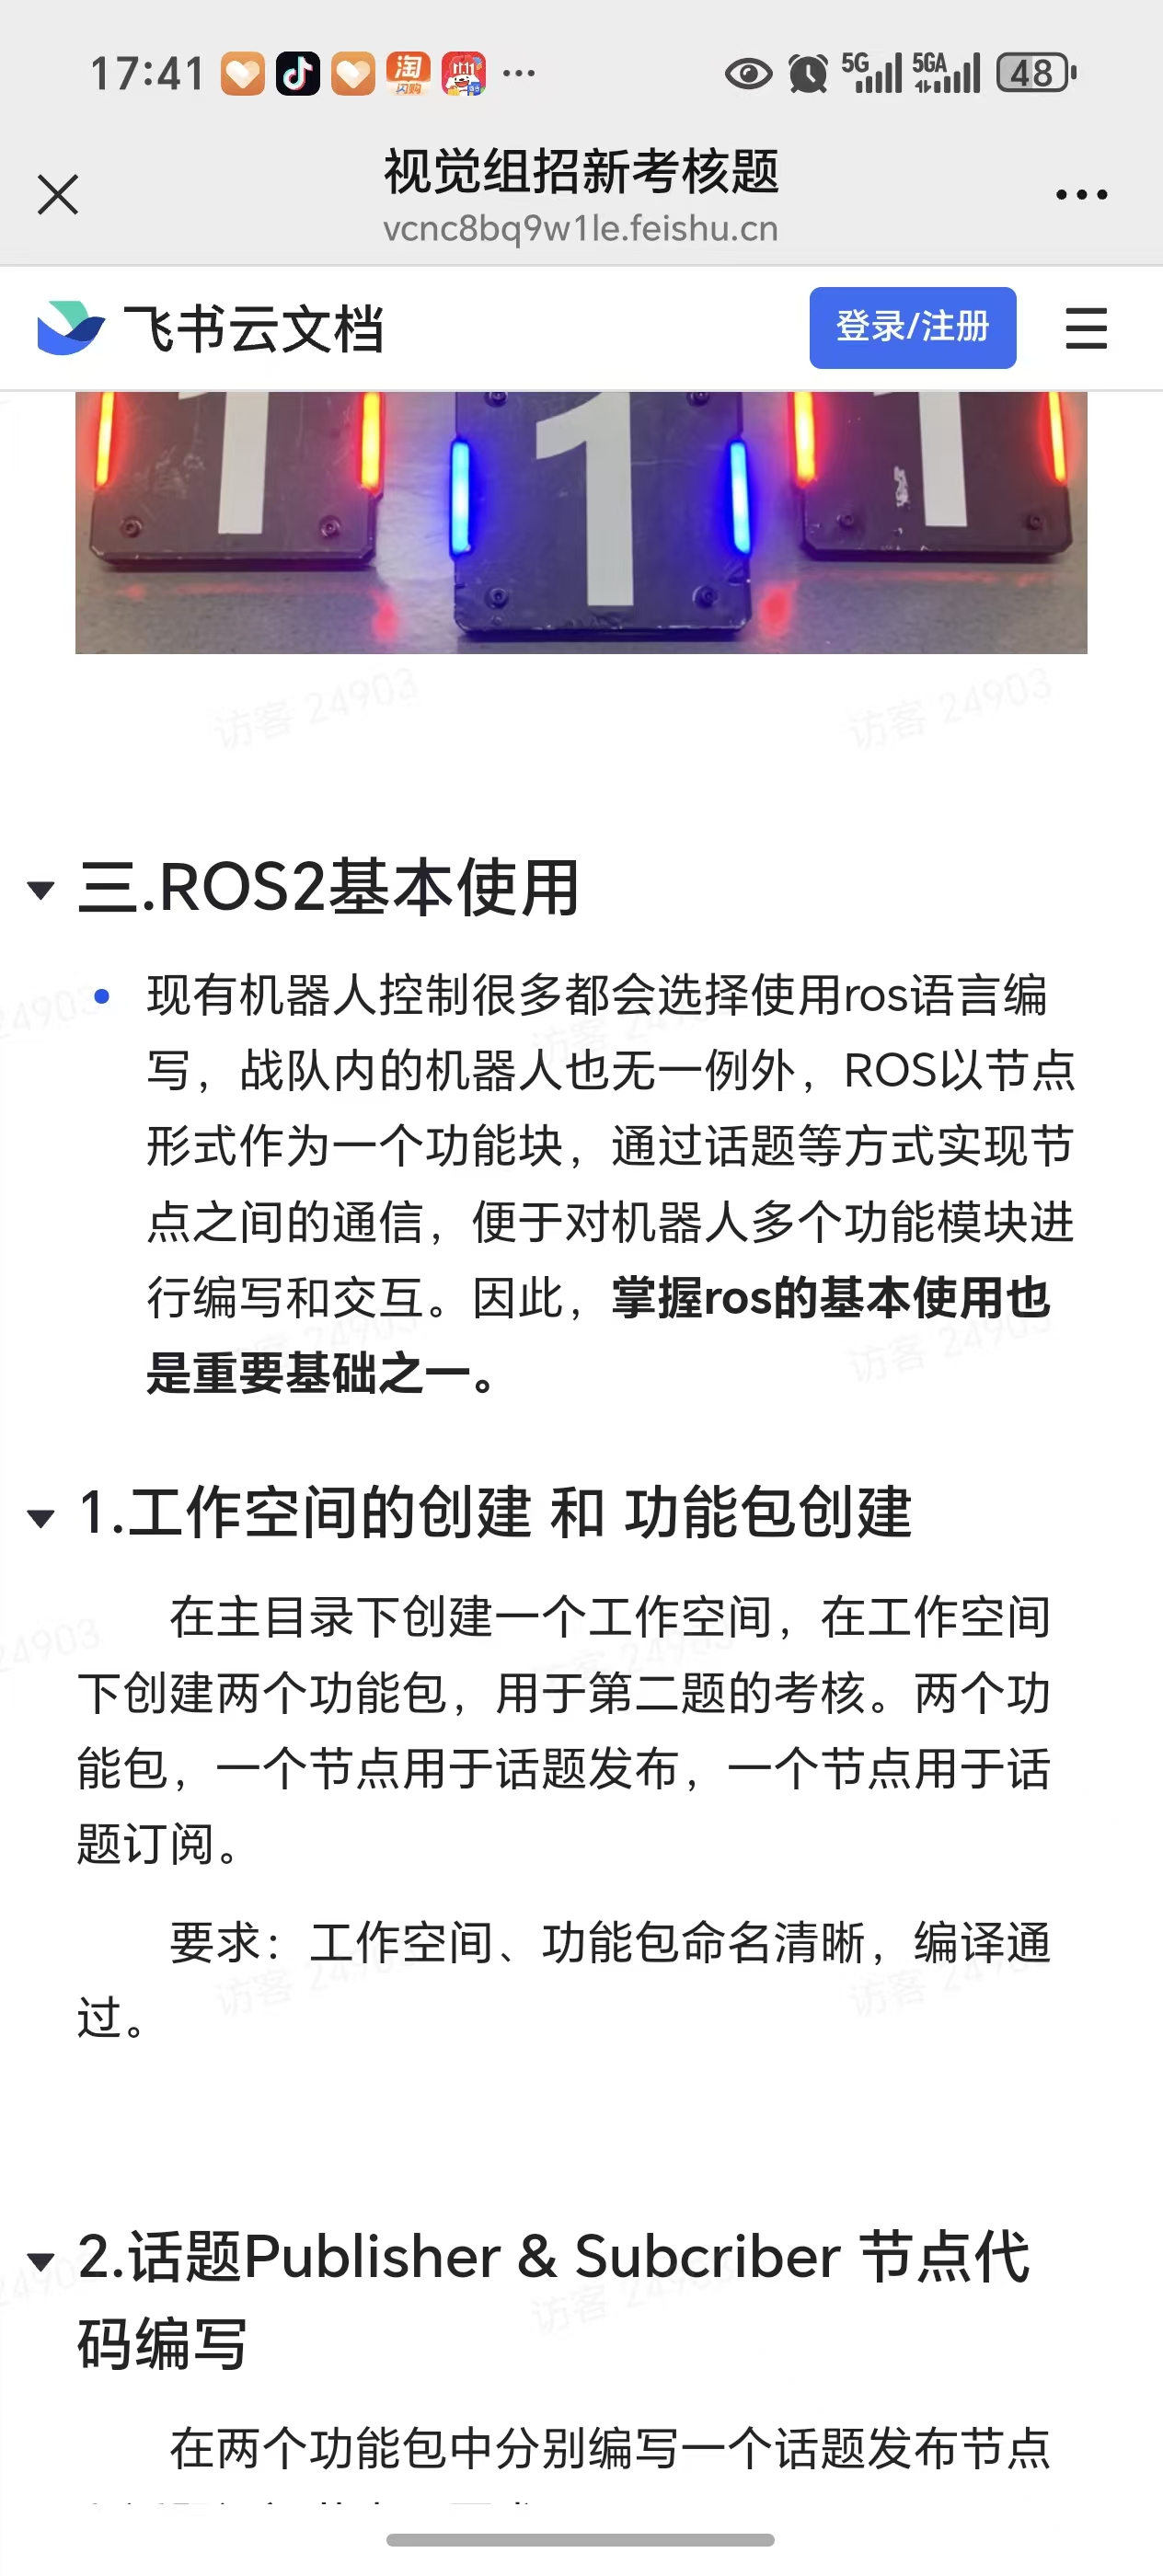 17:41
淘
闪购
11.11
5G
5GA
48
视觉组招新考核题
vcnc8bq9w1le.feishu.cn
飞书云文档
登录/注册
1 1 1
访客 24903 访客 24903
三.ROS2基本使用
现有机器人控制很多都会选择使用ros语言编
写，战队内的机器人也无一例外，ROS以节点
形式作为一个功能块，通过话题等方式实现节
点之间的通信，便于对机器人多个功能模块进
行编写和交互。因此，掌握ros的基本使用也
是重要基础之一。
1.工作空间的创建 和 功能包创建
在主目录下创建一个工作空间，在工作空间
下创建两个功能包，用于第二题的考核。两个功
能包，一个节点用于话题发布，一个节点用于话
题订阅。
要求：工作空间、功能包命名清晰，编译通
过。
2.话题Publisher & Subcriber 节点代
码编写
在两个功能包中分别编写一个话题发布节点